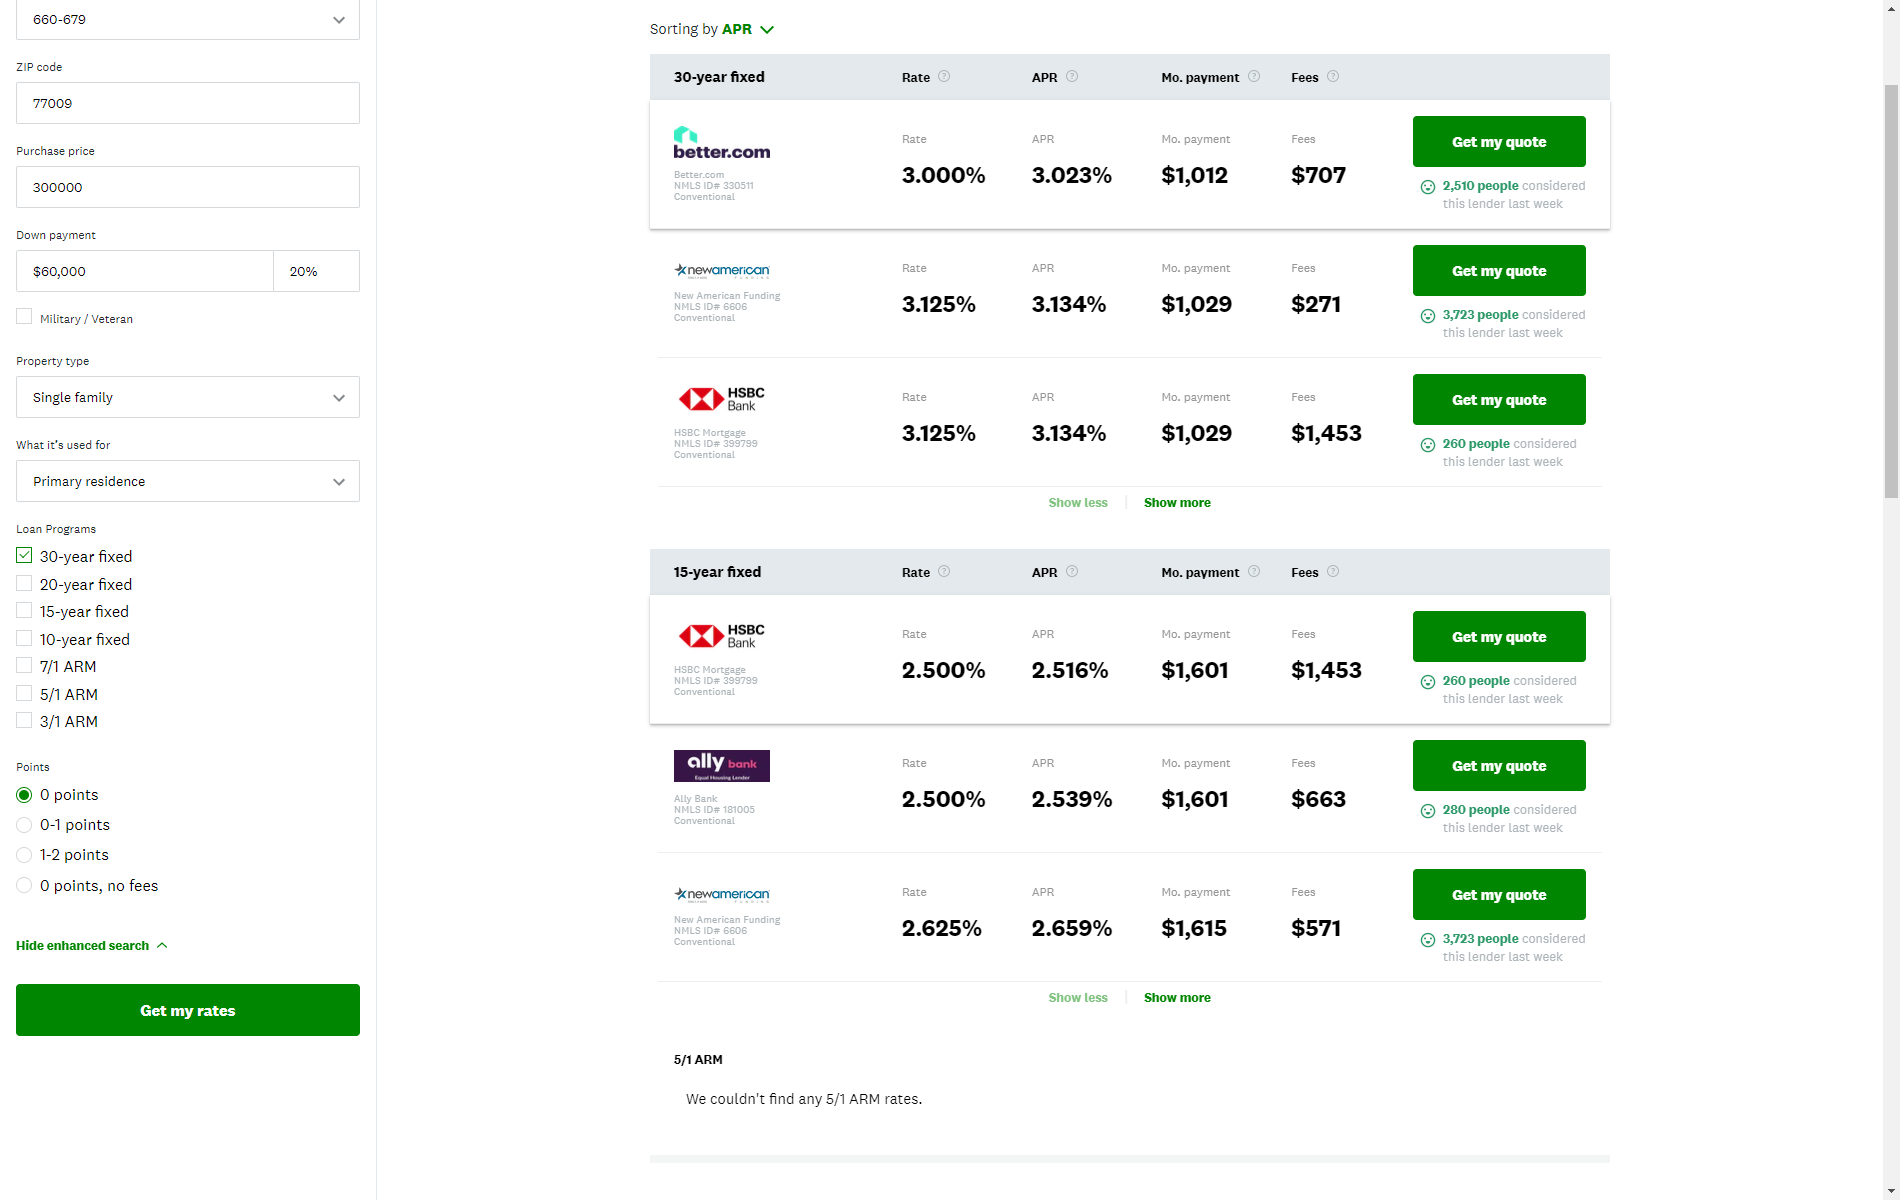 660-679
ZIP code
77009
Purchase price
300000
Down payment
$60,000 20%
Military / Veteran
Property type
Single family
What it's used for
Primary residence
Loan Programs
30-year fixed
20-year fixed
15-year fixed
10-year fixed
7/1 ARM
5/1 ARM
3/1 ARM
Points
0 points
0-1 points
1-2 points
0 points, no fees
Hide enhanced search
Get my rates
Sorting by APR
30-year fixed Rate ? APR ? Mo. payment ? Fees ?
better.com
Better.com
NMLS ID# 330511
Conventional
Rate APR Mo. payment Fees
3.000% 3.023% $1,012 $707
Get my quote
2,510 people considered
this lender last week
newamerican
FUNDING
New American Funding
NMLS ID# 6606
Conventional
Rate APR Mo. payment Fees
3.125% 3.134% $1,029 $271
Get my quote
3,723 people considered
this lender last week
HSBC
Bank
HSBC Mortgage
NMLS ID# 399799
Conventional
Rate APR Mo. payment Fees
3.125% 3.134% $1,029 $1,453
Get my quote
260 people considered
this lender last week
Show less Show more
15-year fixed Rate ? APR ? Mo. payment ? Fees ?
HSBC
Bank
HSBC Mortgage
NMLS ID# 399799
Conventional
Rate APR Mo. payment Fees
2.500% 2.516% $1,601 $1,453
Get my quote
260 people considered
this lender last week
ally bank
Equal Housing Lender
Ally Bank
NMLS ID# 181005
Conventional
Rate APR Mo. payment Fees
2.500% 2.539% $1,601 $663
Get my quote
280 people considered
this lender last week
newamerican
FUNDING
New American Funding
NMLS ID# 6606
Conventional
Rate APR Mo. payment Fees
2.625% 2.659% $1,615 $571
Get my quote
3,723 people considered
this lender last week
Show less Show more
5/1 ARM
We couldn't find any 5/1 ARM rates.